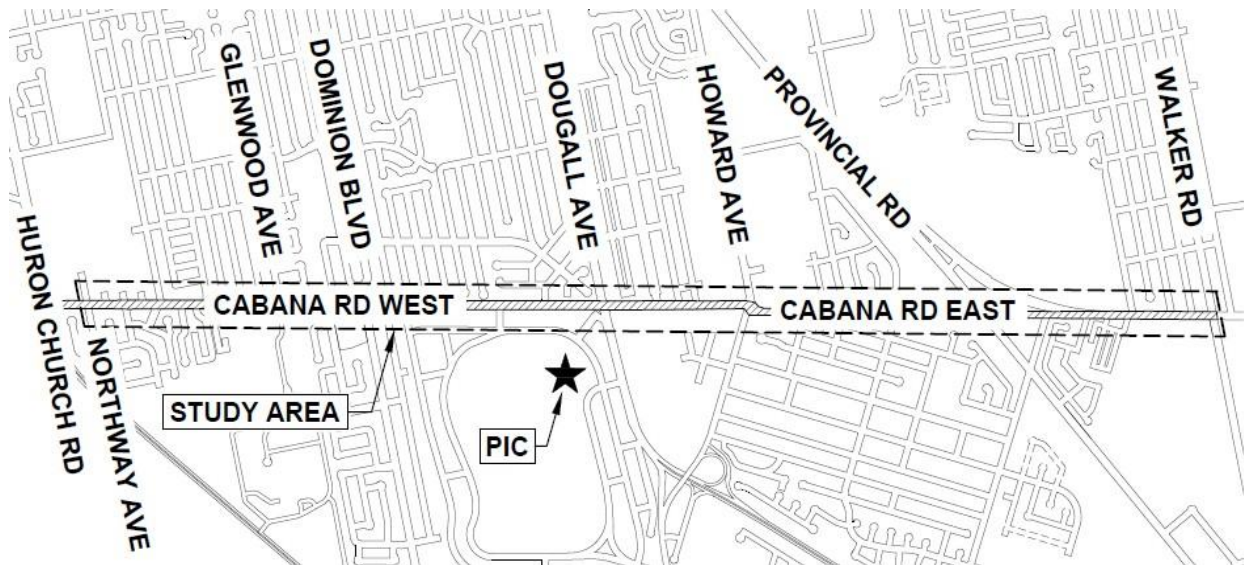 GLENWOOD AVE
DOMINION BLVD
DOUGALL AVE
HOWARD AVE
PROVINCIAL RD
WALKER RD
HURON CHURCH RD
NORTHWAY AVE
CABANA RD WEST
CABANA RD EAST
STUDY AREA
PIC